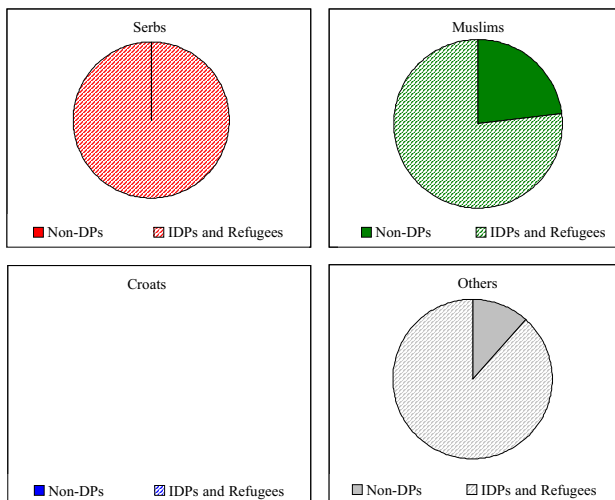 Serbs
Non-DPs IDPs and Refugees
Muslims
Non-DPs IDPs and Refugees
Croats
Non-DPs IDPs and Refugees
Others
Non-DPs IDPs and Refugees